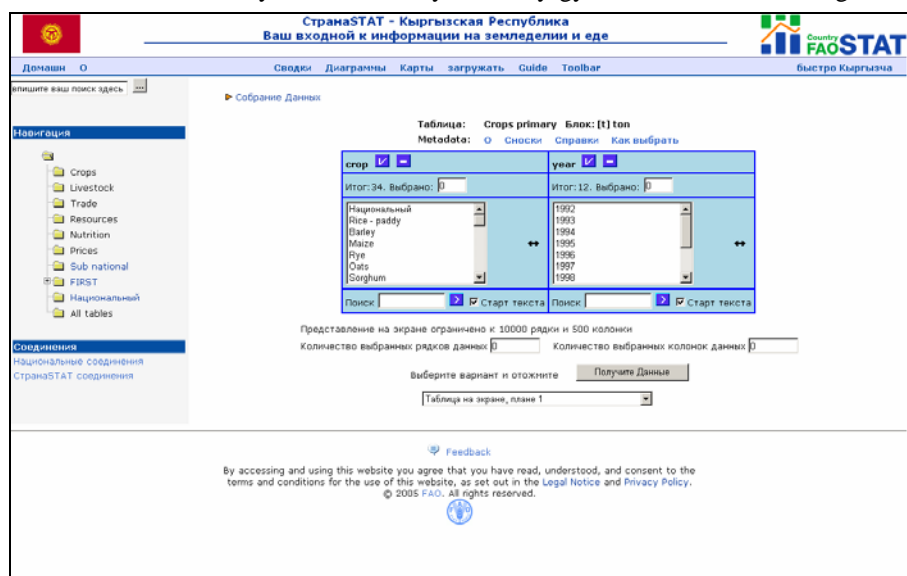 СтранаSTAT - Кыргызская Республика
Ваш входной к информации на земледелии и еде
Country
FAOSTAT
Домашн О Сводки Диаграммы Карты загружать Guide Toolbar быстро Кыргызча
впишите ваш поиск здесь ...
Собрание Данных
Таблица: Crops primary Блок: [t] ton
Metadata: О Сноски Справки Как выбрать
Навигация
Crops
Livestock
Trade
Resources
Nutrition
Prices
Sub national
FIRST
Национальный
All tables
crop
Итог: 34. Выбрано: 0
Национальный
Rice - paddy
Barley
Maize
Rye
Oats
Sorghum
Поиск Старт текста
year
Итог: 12. Выбрано: 0
1992
1993
1994
1995
1996
1997
1998
Поиск Старт текста
Представление на экране ограничено к 10000 рядки и 500 колонки
Количество выбранных рядков данных 0 Количество выбранных колонок данных 0
Выберите вариант и отожмите Получите Данные
Таблица на экране, плане 1
Соединения
Национальные соединения
СтранаSTAT соединения
Feedback
By accessing and using this website you agree that you have read, understood, and consent to the
terms and conditions for the use of this website, as set out in the Legal Notice and Privacy Policy.
© 2005 FAO. All rights reserved.